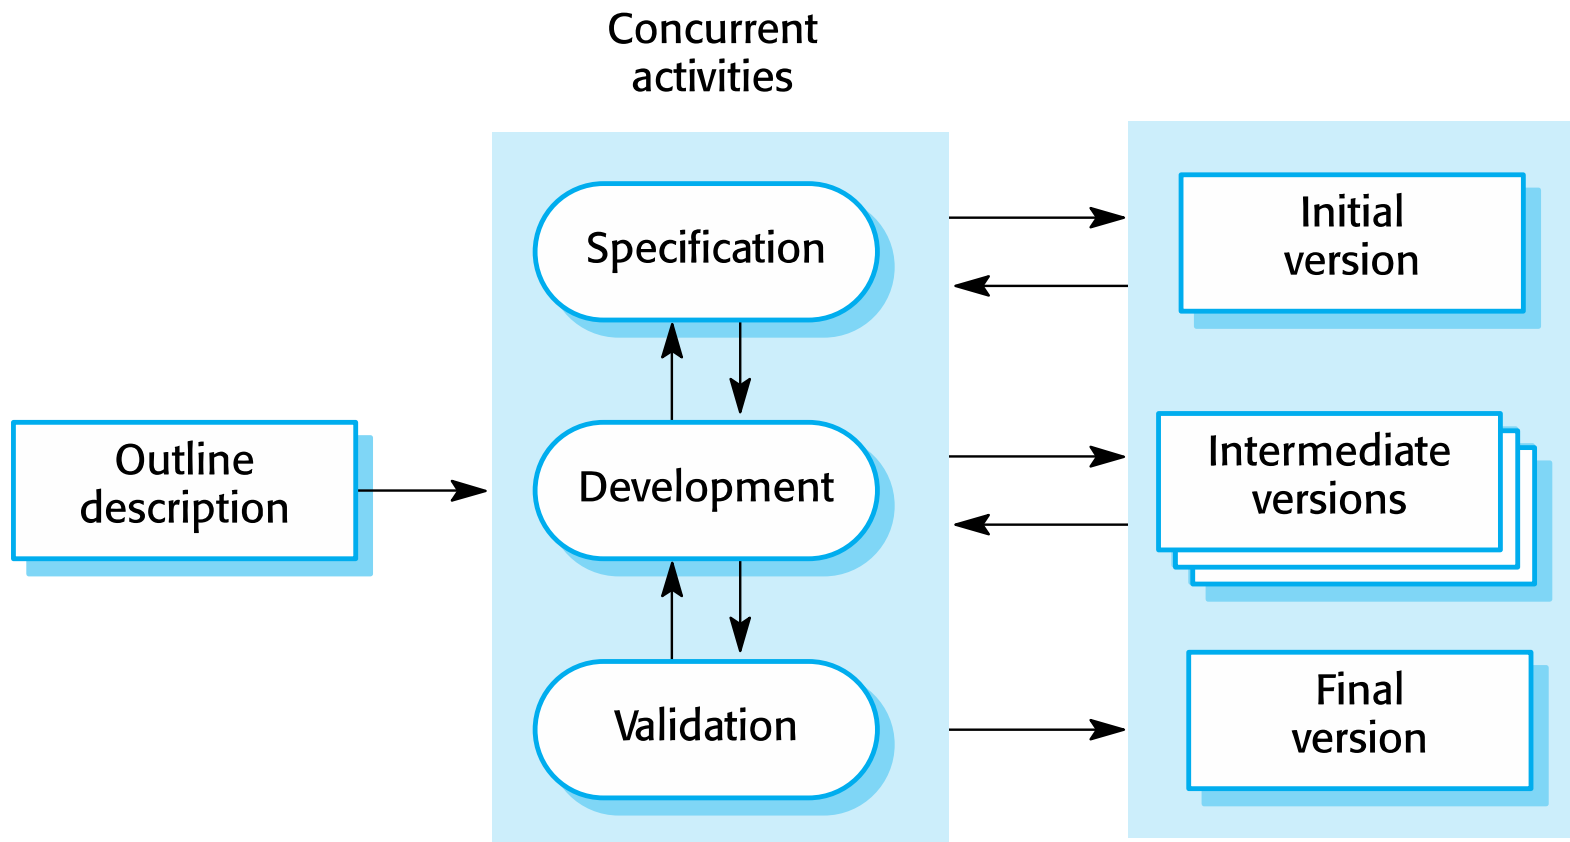 Concurrent
activities
Specification
Initial
version
Outline
description
Development
Intermediate
versions
Validation
Final
version